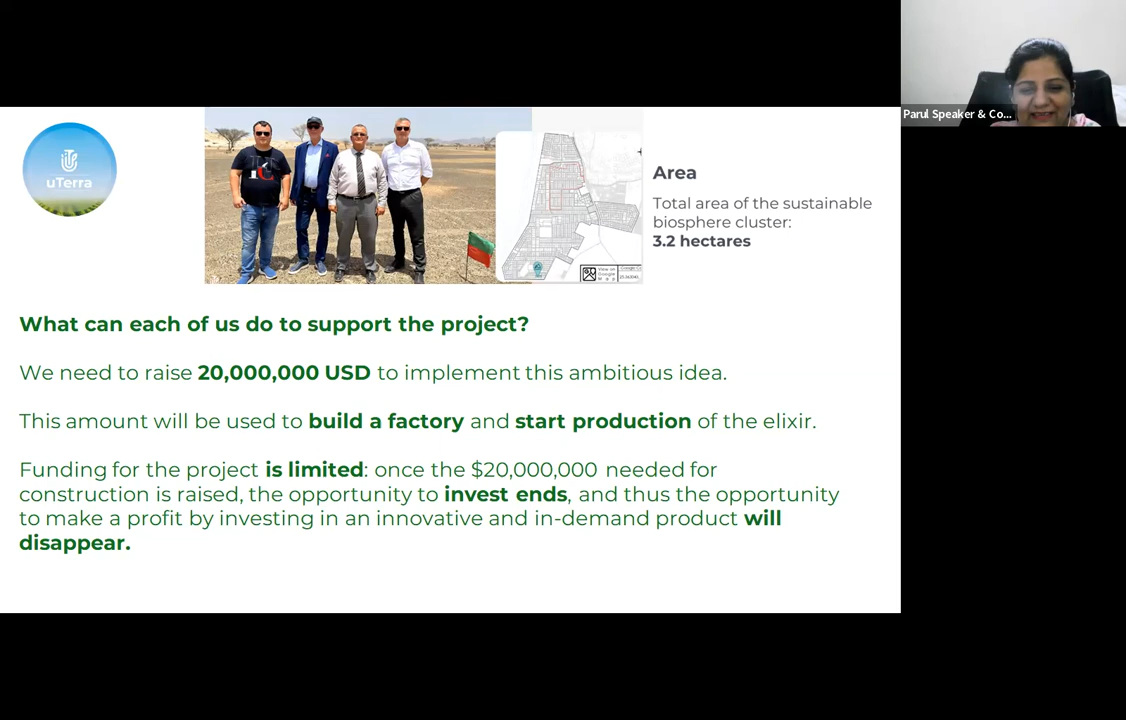 Parul Speaker & Co...
uTerra
Area
Total area of the sustainable
biosphere cluster:
3.2 hectares
View on
Google
Map
What can each of us do to support the project?
We need to raise 20,000,000 USD to implement this ambitious idea.
This amount will be used to build a factory and start production of the elixir.
Funding for the project is limited: once the $20,000,000 needed for
construction is raised, the opportunity to invest ends, and thus the opportunity
to make a profit by investing in an innovative and in-demand product will
disappear.